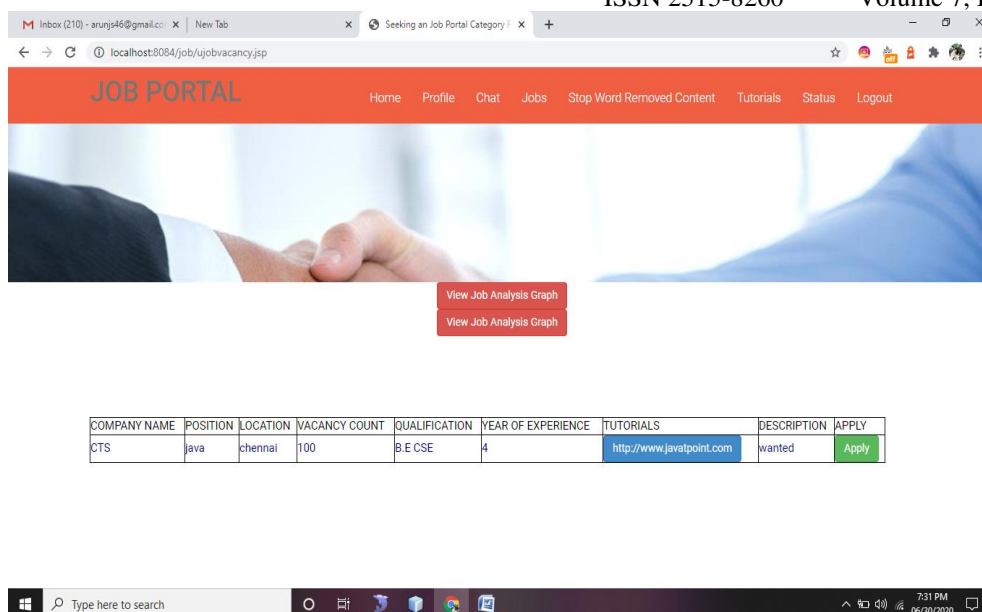 ISSN 2515-8260 Volume 7,
Inbox (210) - arunjs46@gmail.co New Tab Seeking an Job Portal Category
localhost:8084/job/ujobvacancy.jsp
off
JOB PORTAL Home Profile Chat Jobs Stop Word Removed Content Tutorials Status Logout
View Job Analysis Graph
View Job Analysis Graph
COMPANY NAME POSITION LOCATION VACANCY COUNT QUALIFICATION YEAR OF EXPERIENCE TUTORIALS DESCRIPTION APPLY
CTS java chennai 100 B.E CSE 4 http://www.javatpoint.com wanted Apply
Type here to search 7:31 PM
06/30/2020